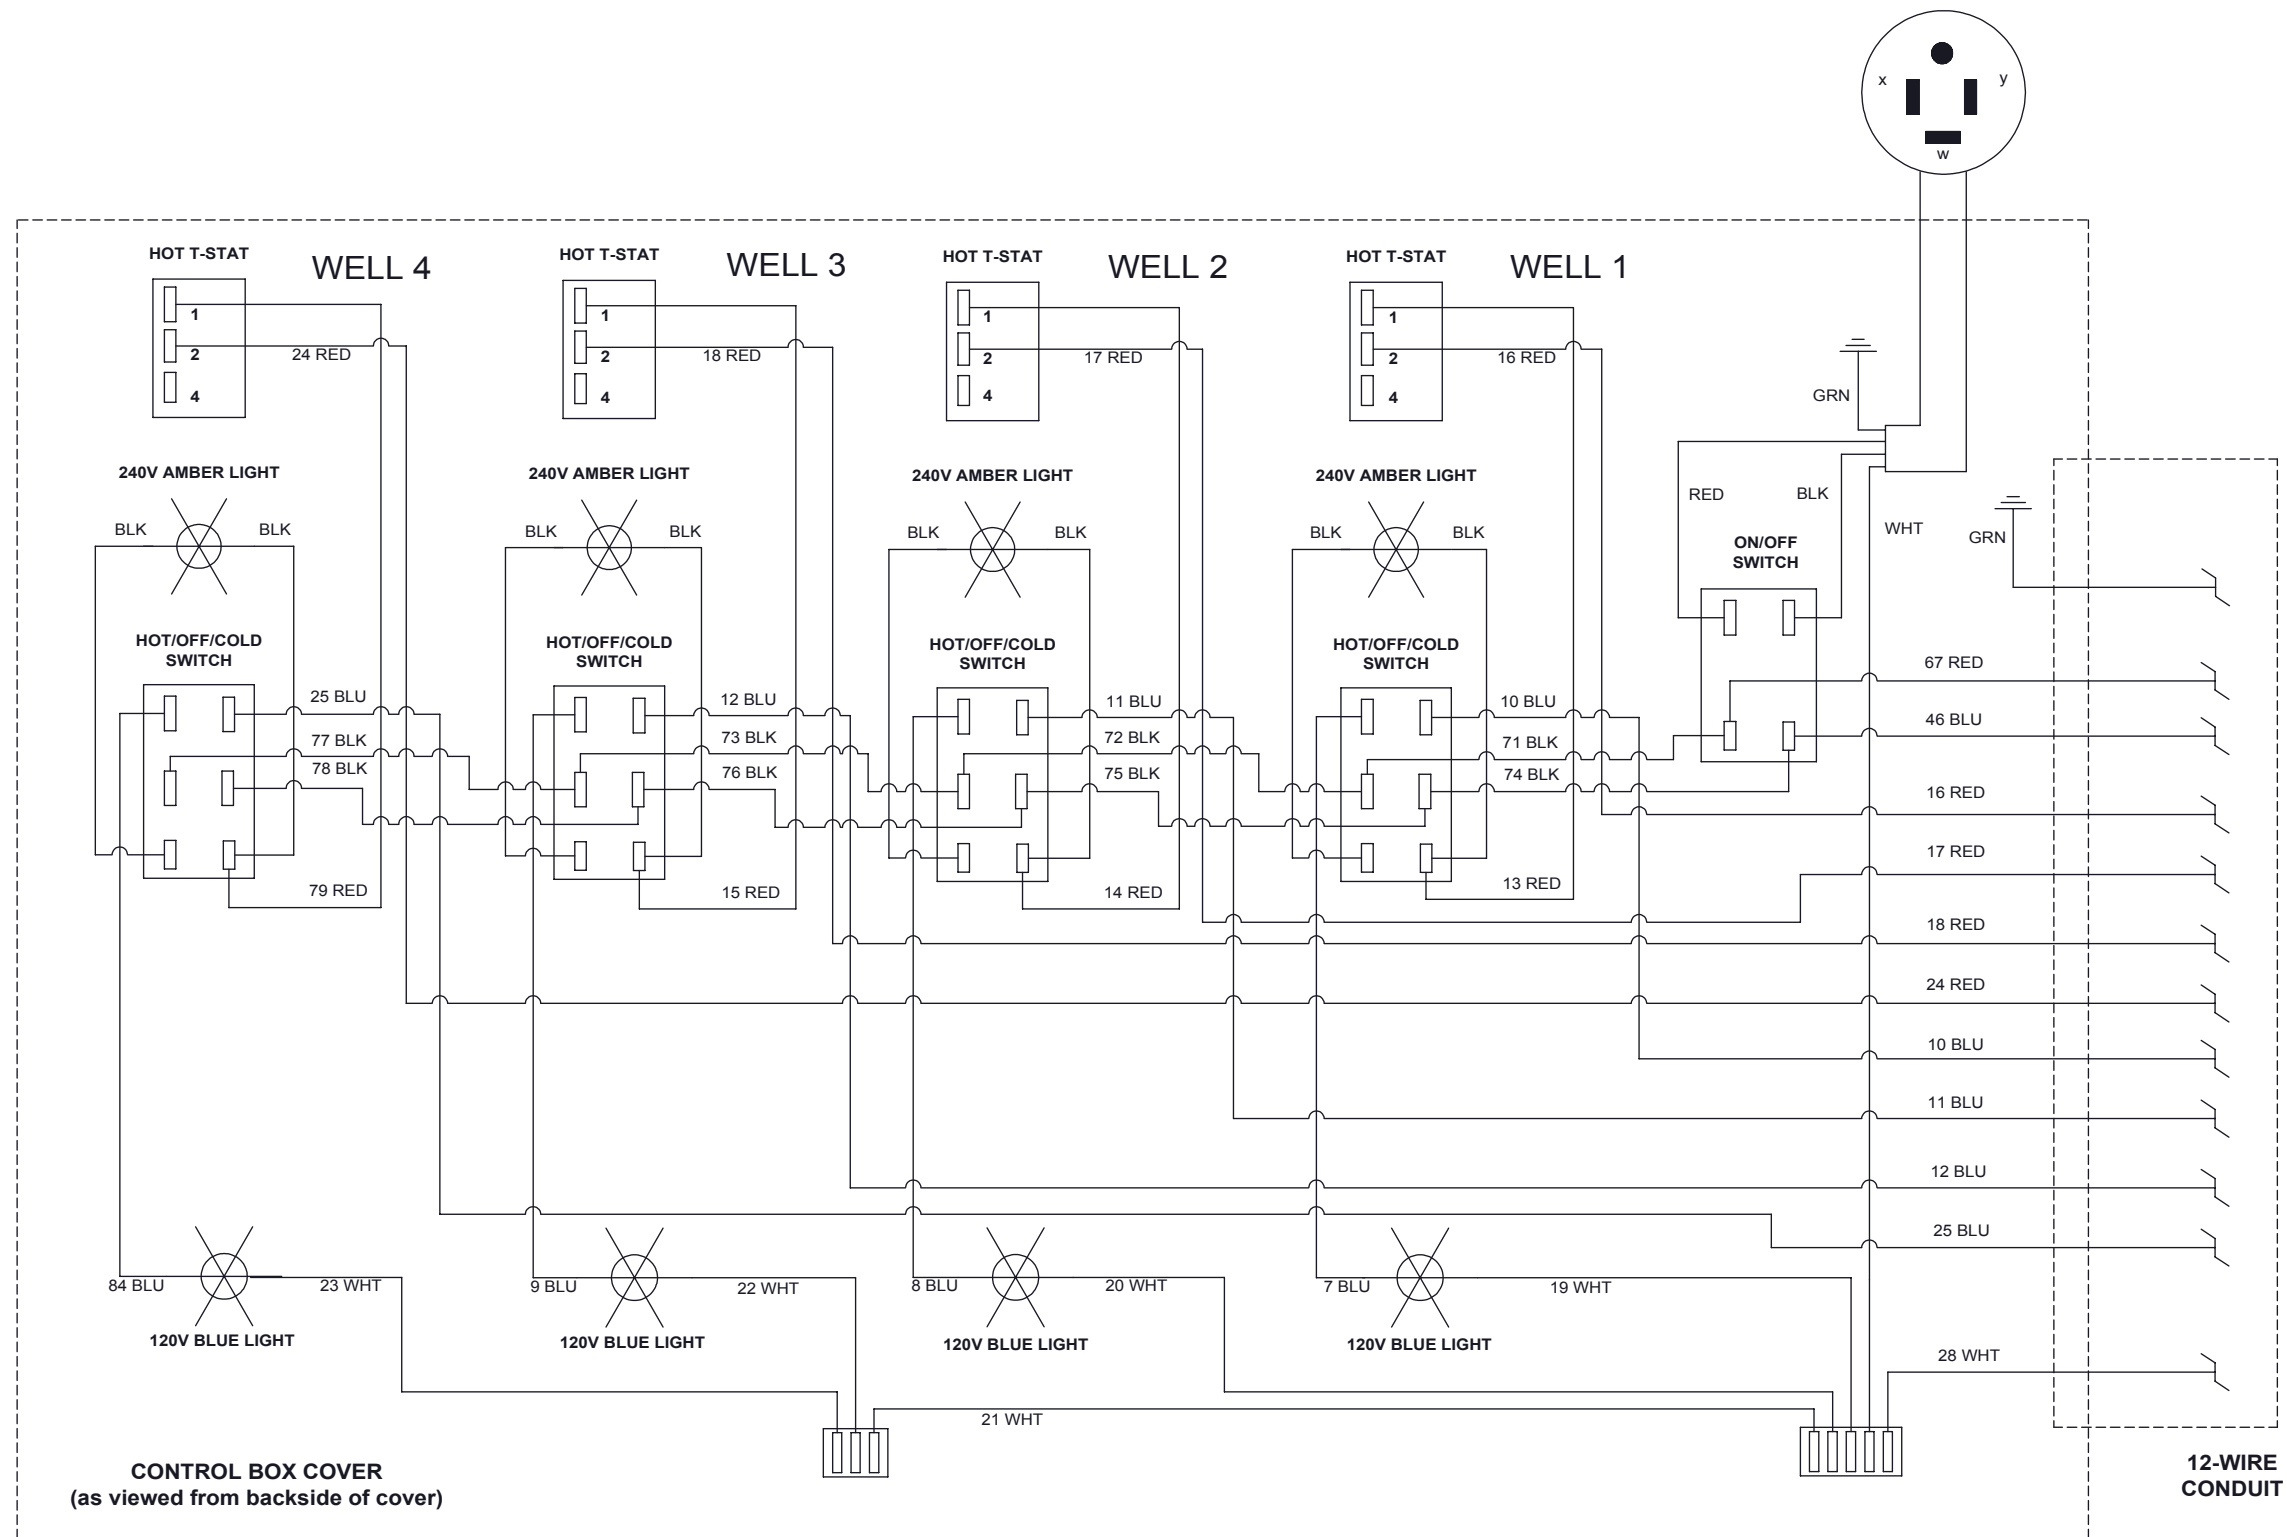 x
y
w
HOT T-STAT
WELL 4
HOT T-STAT
WELL 3
HOT T-STAT
WELL 2
HOT T-STAT
WELL 1
1
2
4
24 RED
1
2
4
18 RED
1
2
4
17 RED
1
2
4
16 RED
GRN
240V AMBER LIGHT
240V AMBER LIGHT
240V AMBER LIGHT
240V AMBER LIGHT
BLK
BLK
BLK
BLK
BLK
BLK
BLK
BLK
RED
BLK
WHT
GRN
ON/OFF
SWITCH
HOT/OFF/COLD
SWITCH
HOT/OFF/COLD
SWITCH
HOT/OFF/COLD
SWITCH
HOT/OFF/COLD
SWITCH
25 BLU
77 BLK
78 BLK
79 RED
12 BLU
73 BLK
76 BLK
15 RED
11 BLU
72 BLK
75 BLK
14 RED
10 BLU
71 BLK
74 BLK
13 RED
67 RED
46 BLU
16 RED
17 RED
18 RED
24 RED
10 BLU
11 BLU
12 BLU
25 BLU
28 WHT
84 BLU
23 WHT
9 BLU
22 WHT
8 BLU
20 WHT
7 BLU
19 WHT
120V BLUE LIGHT
120V BLUE LIGHT
120V BLUE LIGHT
120V BLUE LIGHT
21 WHT
CONTROL BOX COVER
(as viewed from backside of cover)
12-WIRE
CONDUIT